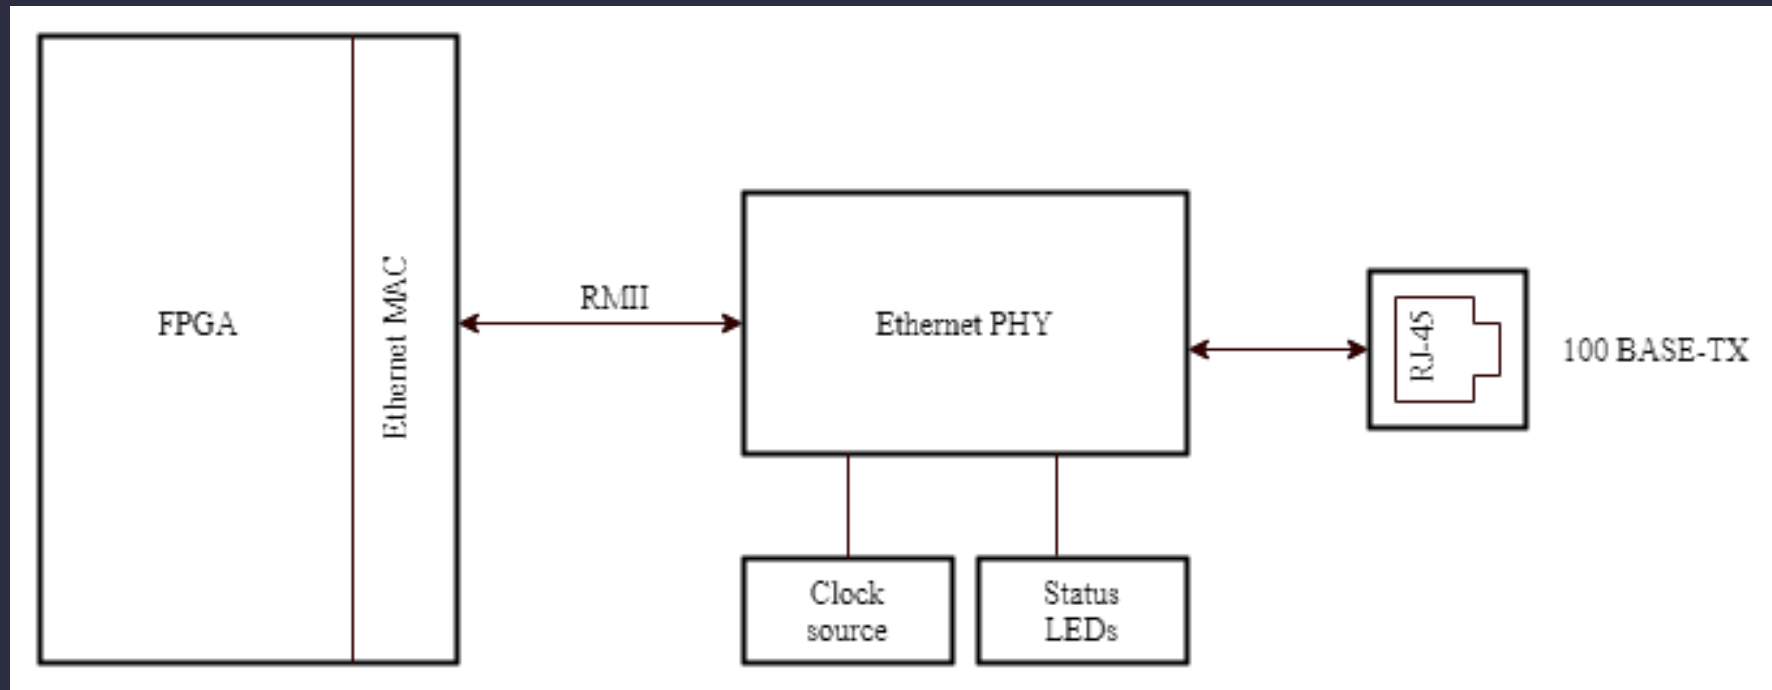 FPGA
Ethernet MAC
RMII
Ethernet PHY
RJ-45
100 BASE-TX
Clock
source
Status
LEDs